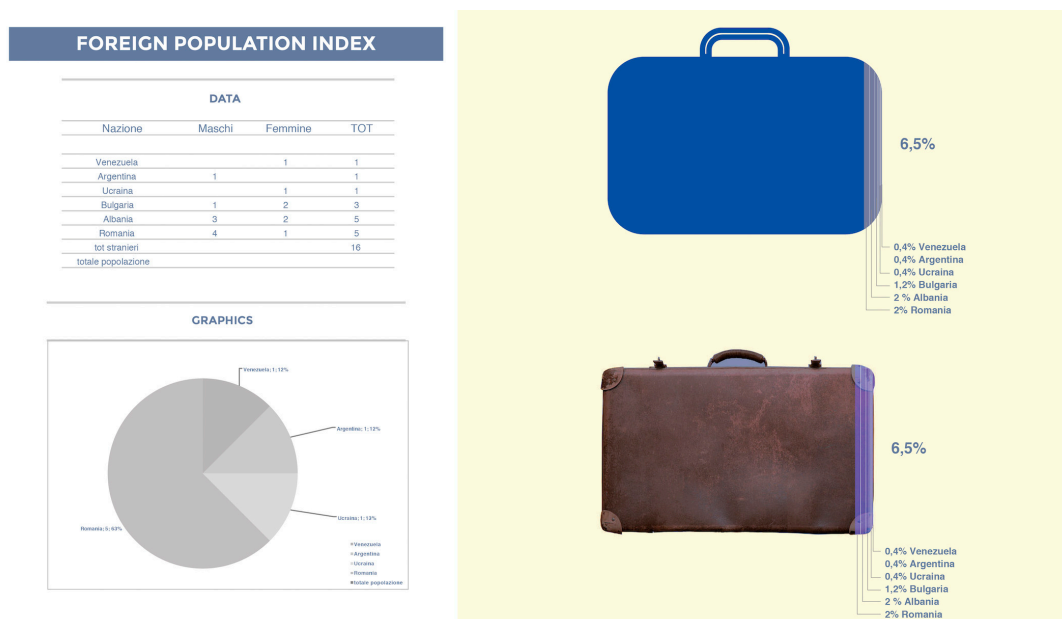 FOREIGN POPULATION INDEX
DATA
Nazione Maschi Femmine TOT
Venezuela 1 1
Argentina 1 1
Ucraina 1 1
Bulgaria 1 2 3
Albania 3 2 5
Romania 4 1 5
tot stranieri 16
totale popolazione
GRAPHICS
Venezuela; 1; 12%
Argentina; 1; 12%
Ucraina; 1; 13%
Romania; 5; 63%
Venezuela
Argentina
Ucraina
Romania
totale popolazione
6,5%
0,4% Venezuela
0,4% Argentina
0,4% Ucraina
1,2% Bulgaria
2 % Albania
2% Romania
6,5%
0,4% Venezuela
0,4% Argentina
0,4% Ucraina
1,2% Bulgaria
2 % Albania
2% Romania